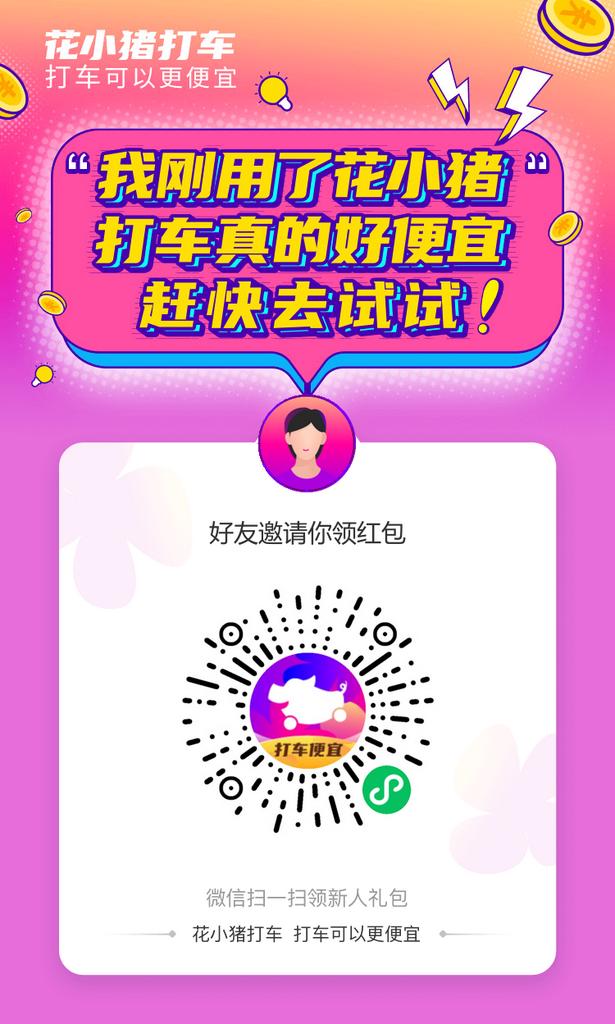 花小猪打车
打车可以更便宜
“我刚用了花小猪”
打车真的好便宜
赶快去试试！
好友邀请你领红包
打车便宜
微信扫一扫领新人礼包
花小猪打车 打车可以更便宜